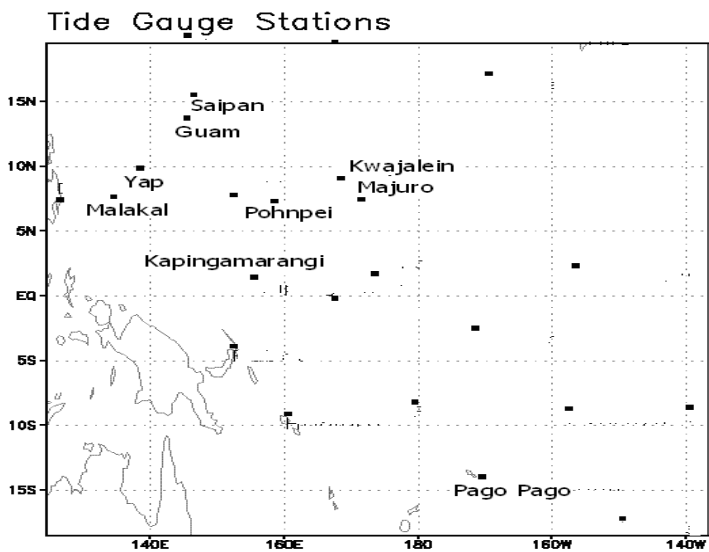 Tide Gauge Stations
15N
Saipan
Guam
10N
Kwajalein
Yap
Majuro
Malakal
Pohnpei
5N
Kapingamarangi
EQ
5S
10S
Pago Pago
15S
140E
160E
180
160W
140W